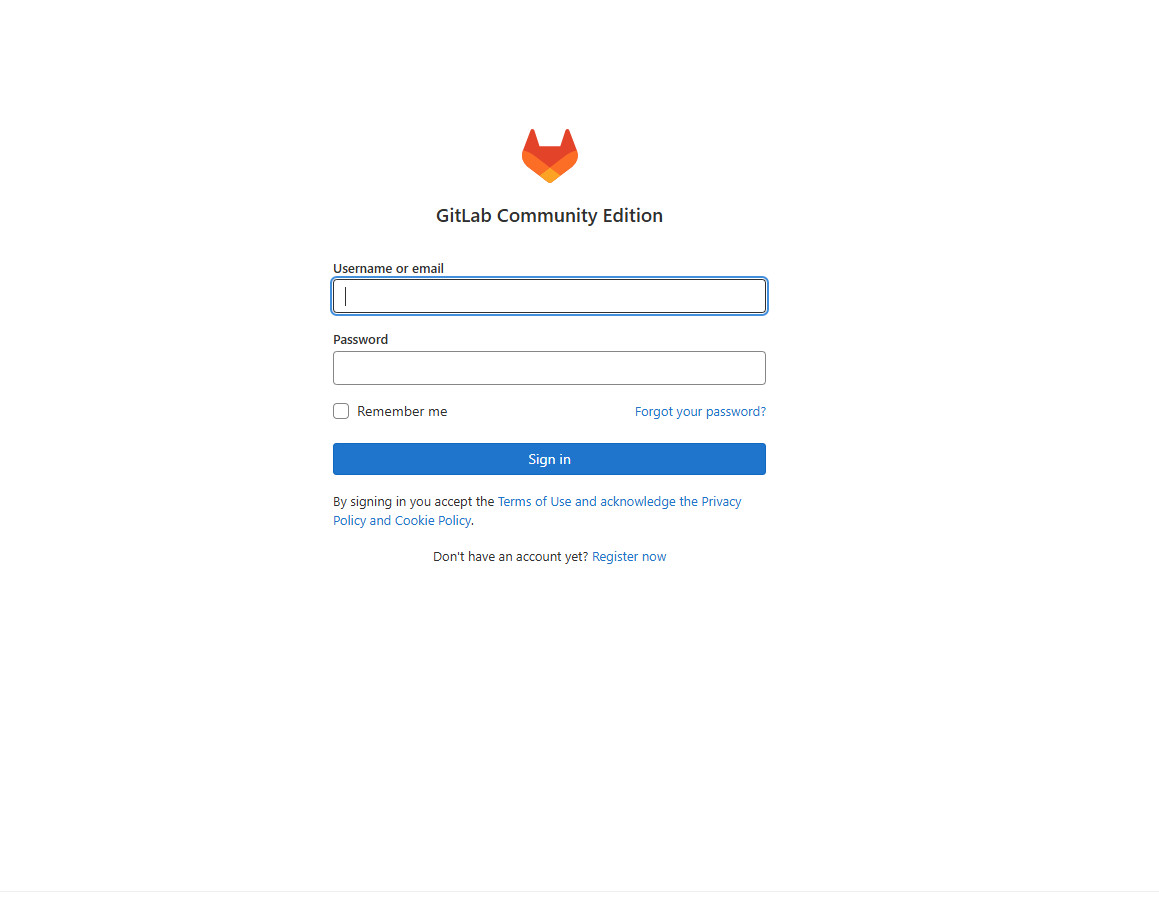 GitLab Community Edition
Username or email
Password
Remember me
Forgot your password?
Sign in
By signing in you accept the Terms of Use and acknowledge the Privacy
Policy and Cookie Policy.
Don't have an account yet? Register now